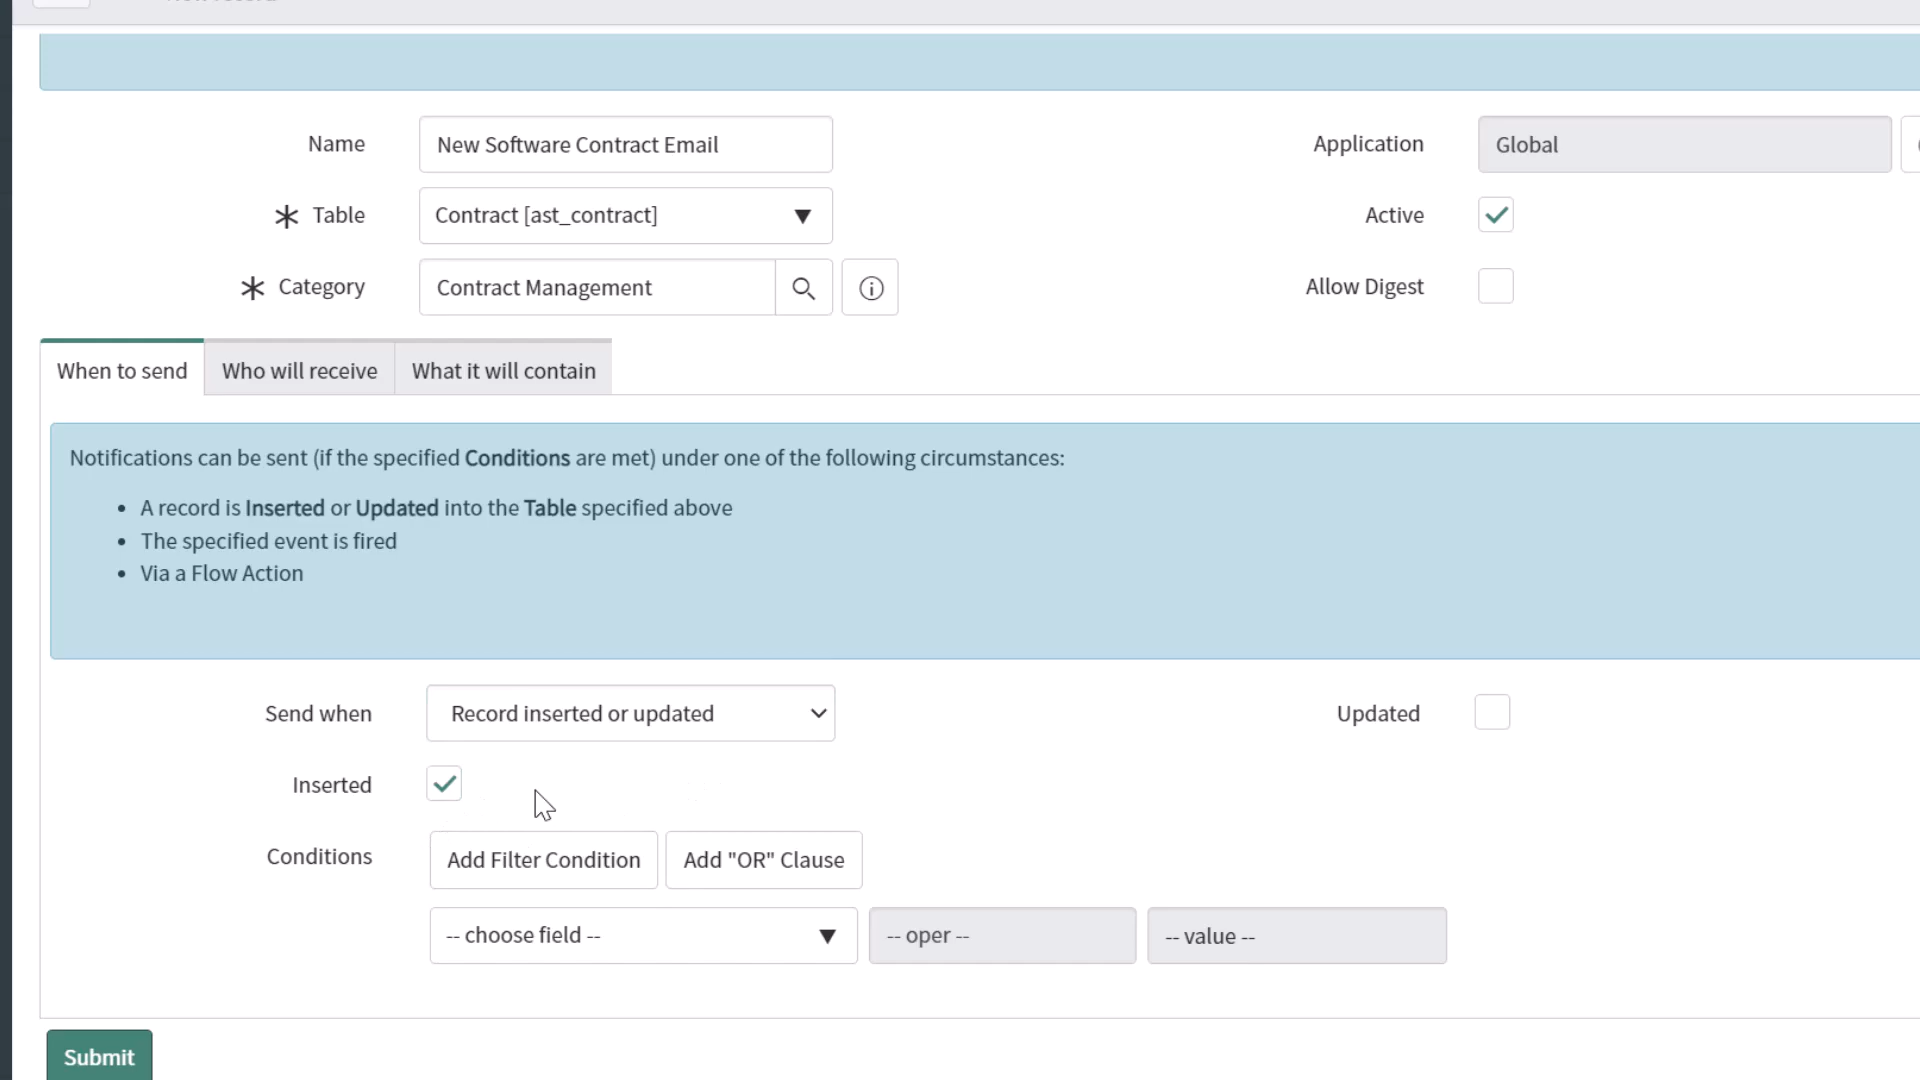 Name
New Software Contract Email
Application
Global
Table
Contract [ast_contract]
Active
Category
Contract Management
Allow Digest
When to send
Who will receive
What it will contain
Notifications can be sent (if the specified Conditions are met) under one of the following circumstances:
• A record is Inserted or Updated into the Table specified above
• The specified event is fired
• Via a Flow Action
Send when
Record inserted or updated
Updated
Inserted
Conditions
Add Filter Condition
Add "OR" Clause
-- choose field --
-- oper --
-- value --
Submit